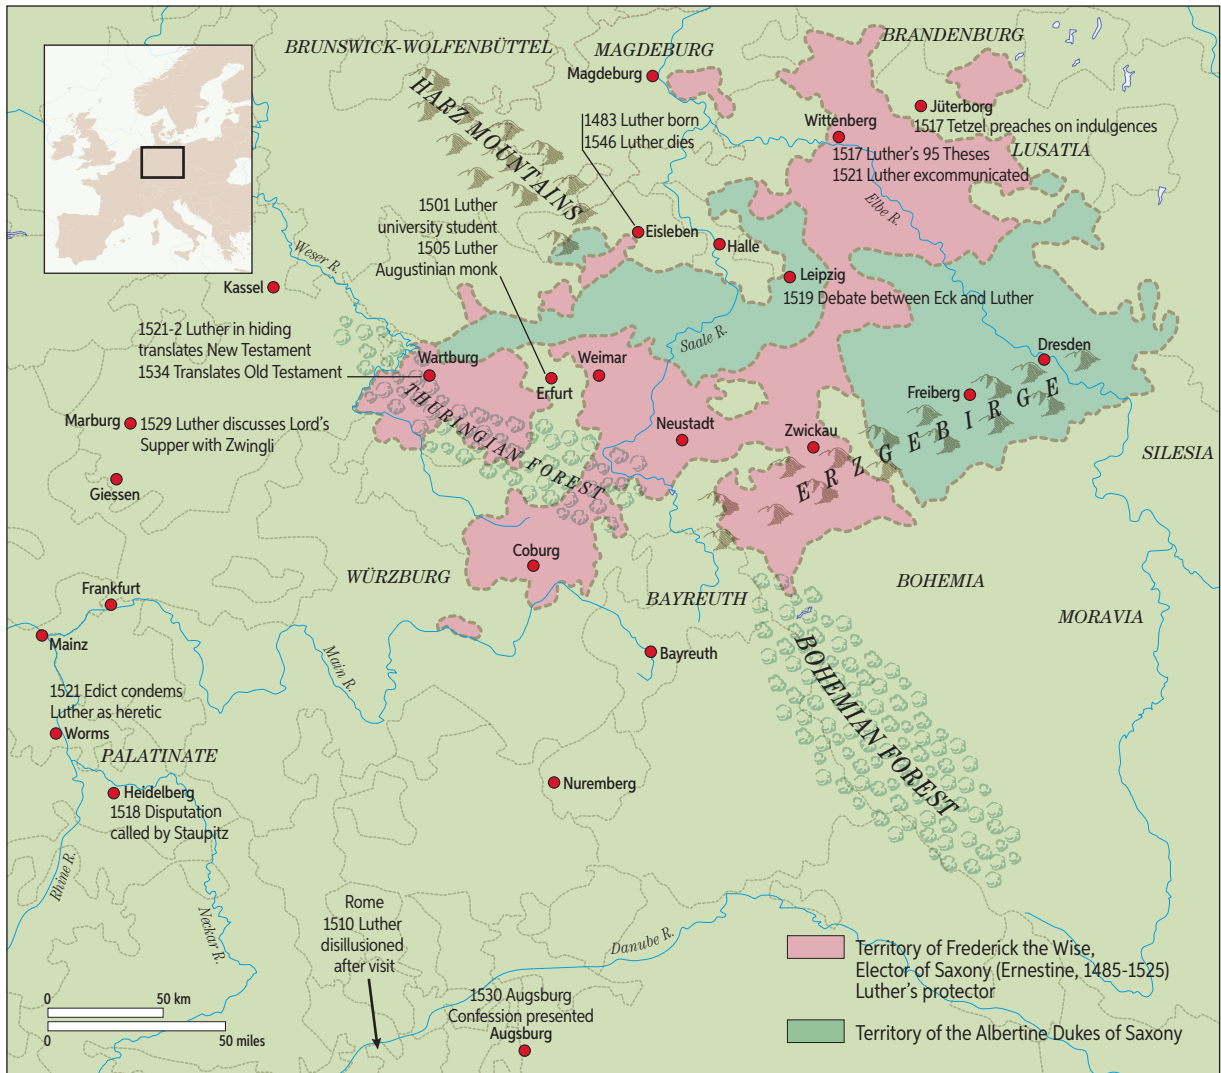 BRUNSWICK-WOLFENBÜTTEL
MAGDEBURG
BRANDENBURG
Magdeburg
HARZ MOUNTAINS
Jüterborg
1517 Tetzel preaches on indulgences
1483 Luther born
1546 Luther dies
Wittenberg
LUSATIA
1517 Luther's 95 Theses
1521 Luther excommunicated
1501 Luther
university student
1505 Luther
Augustinian monk
Elbe R.
Eisleben
Halle
Weser R.
Kassel
Leipzig
1519 Debate between Eck and Luther
1521-2 Luther in hiding
translates New Testament
1534 Translates Old Testament
Saale R.
Wartburg
Weimar
Erfurt
Dresden
Freiberg
THURINGIAN FOREST
ERZGEBIRGE
Marburg
1529 Luther discusses Lord's
Supper with Zwingli
Neustadt
Zwickau
SILESIA
Giessen
Coburg
WÜRZBURG
BAYREUTH
BOHEMIA
MORAVIA
Frankfurt
Mainz
Main R.
Bayreuth
BOHEMIAN FOREST
1521 Edict condems
Luther as heretic
Worms
PALATINATE
Heidelberg
1518 Disputation
called by Staupitz
Nuremberg
Rhine R.
Neckar R.
Rome
1510 Luther
disillusioned
after visit
Danube R.
Territory of Frederick the Wise,
Elector of Saxony (Ernestine, 1485-1525)
Luther's protector
Territory of the Albertine Dukes of Saxony
1530 Augsburg
Confession presented
Augsburg
0 50 km
0 50 miles